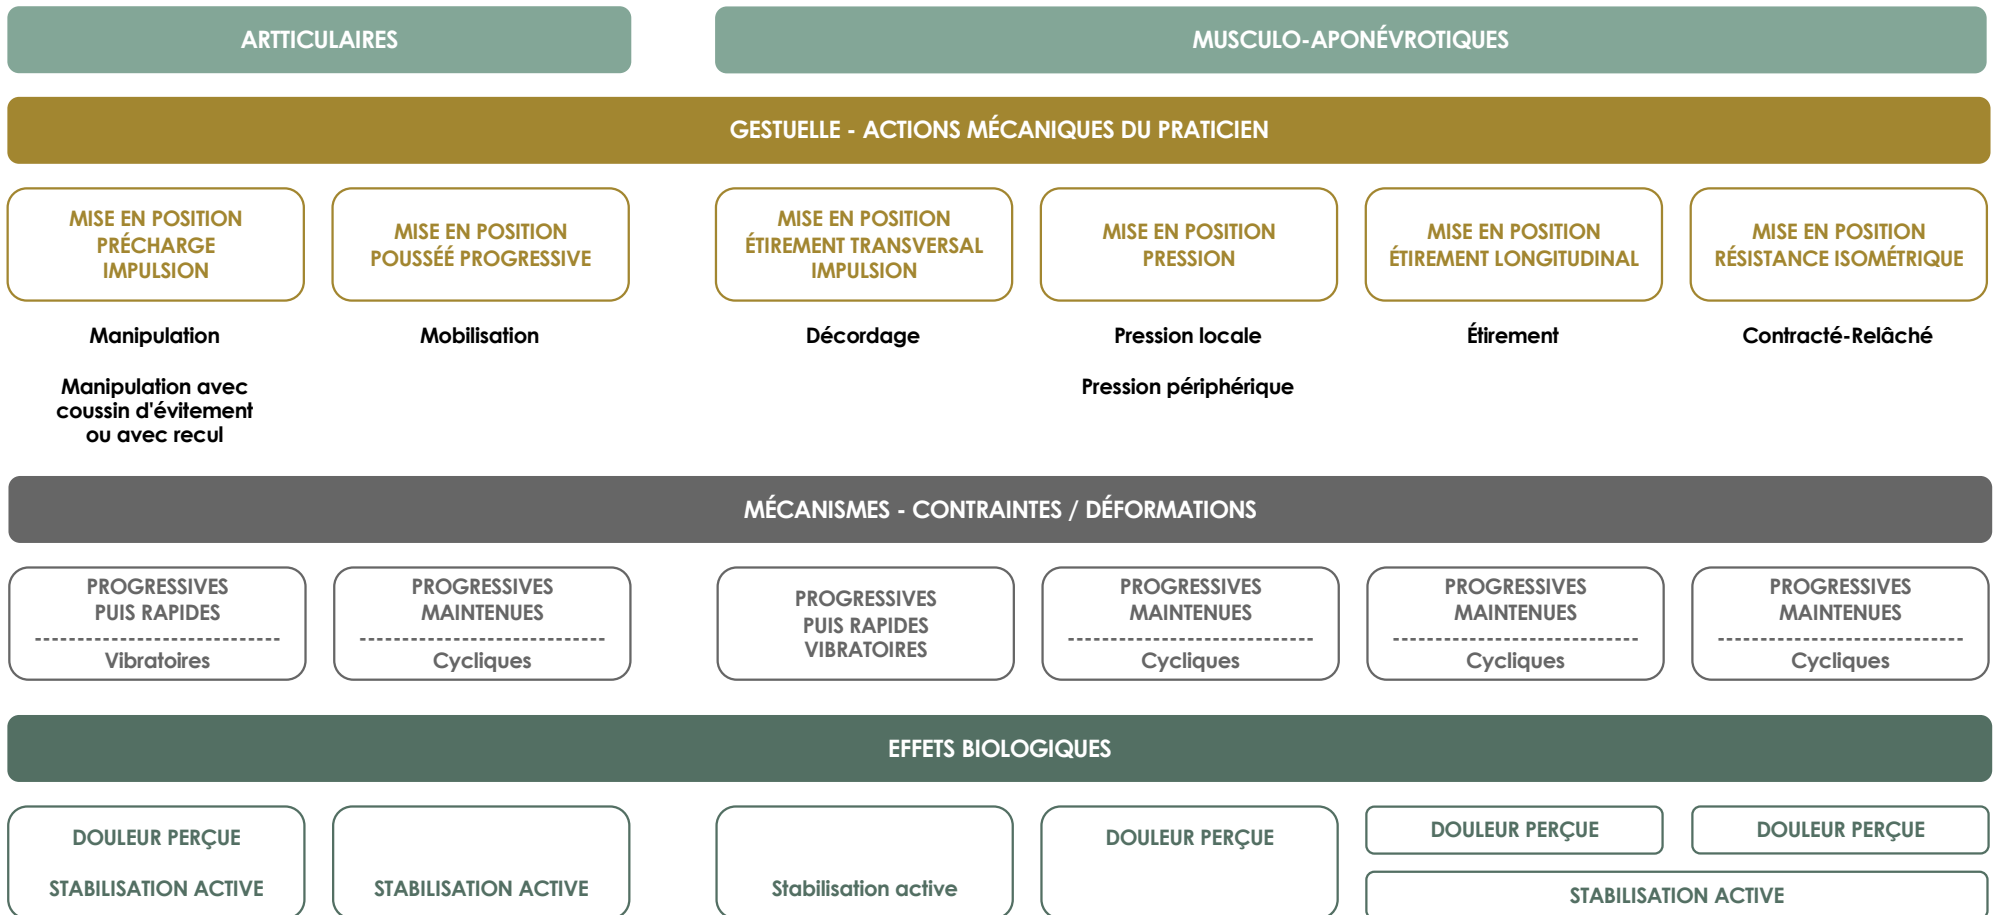 ARTTICULAIRES
MUSCULO-APONÉVROTIQUES
GESTUELLE - ACTIONS MÉCANIQUES DU PRATICIEN
MISE EN POSITION
PRÉCHARGE
IMPULSION
MISE EN POSITION
POUSSÉÉ PROGRESSIVE
MISE EN POSITION
ÉTIREMENT TRANSVERSAL
IMPULSION
MISE EN POSITION
PRESSION
MISE EN POSITION
ÉTIREMENT LONGITUDINAL
MISE EN POSITION
RÉSISTANCE ISOMÉTRIQUE
Manipulation
Manipulation avec
coussin d'évitement
ou avec recul
Mobilisation
Décordage
Pression locale
Pression périphérique
Étirement
Contracté-Relâché
MÉCANISMES - CONTRAINTES / DÉFORMATIONS
PROGRESSIVES
PUIS RAPIDES
Vibratoires
PROGRESSIVES
MAINTENUES
Cycliques
PROGRESSIVES
PUIS RAPIDES
VIBRATOIRES
PROGRESSIVES
MAINTENUES
Cycliques
PROGRESSIVES
MAINTENUES
Cycliques
PROGRESSIVES
MAINTENUES
Cycliques
EFFETS BIOLOGIQUES
DOULEUR PERÇUE
STABILISATION ACTIVE
STABILISATION ACTIVE
Stabilisation active
DOULEUR PERÇUE
DOULEUR PERÇUE
DOULEUR PERÇUE
STABILISATION ACTIVE